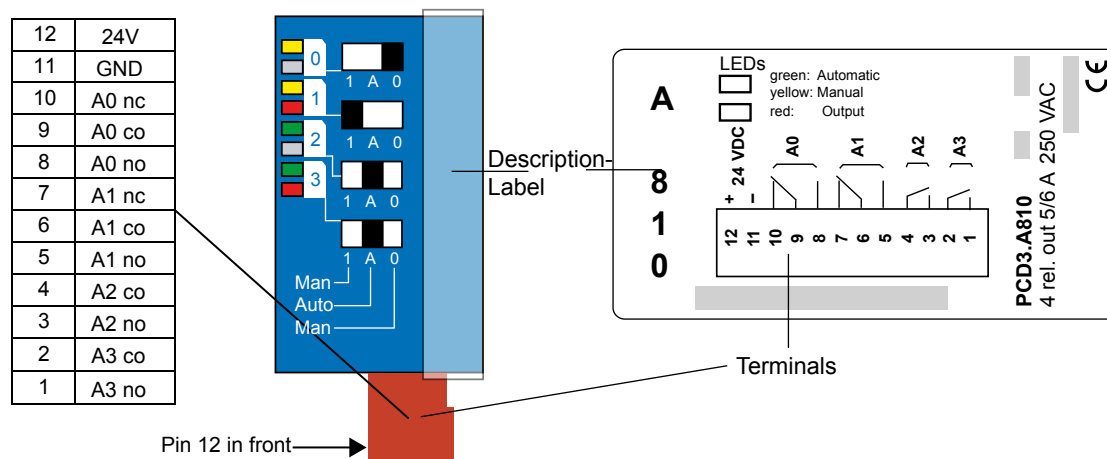 12 24V
11 GND
10 A0 nc
9 A0 co
8 A0 no
7 A1 nc
6 A1 co
5 A1 no
4 A2 co
3 A2 no
2 A3 co
1 A3 no
0
1 A 0
1
1 A 0
2
1 A 0
3
1 A 0
Man
Auto
Man
Pin 12 in front
Description-
Label
Terminals
A
8
1
0
LEDs
green: Automatic
yellow: Manual
red: Output
+ 24 VDC –
A0
A1
A2
A3
12 11 10 9 8 7 6 5 4 3 2 1
PCD3.A810
4 rel. out 5/6 A 250 VAC
CE